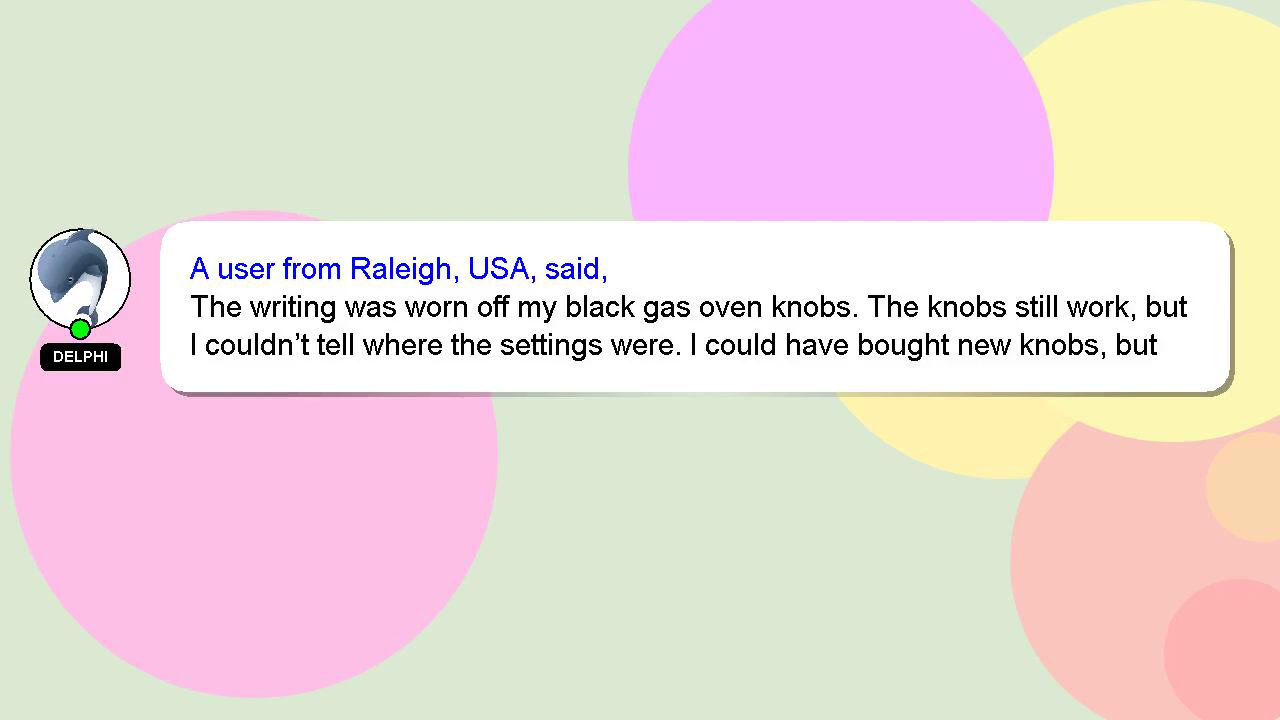 A user from Raleigh, USA, said,
The writing was worn off my black gas oven knobs. The knobs still work, but
I couldn’t tell where the settings were. I could have bought new knobs, but
DELPHI